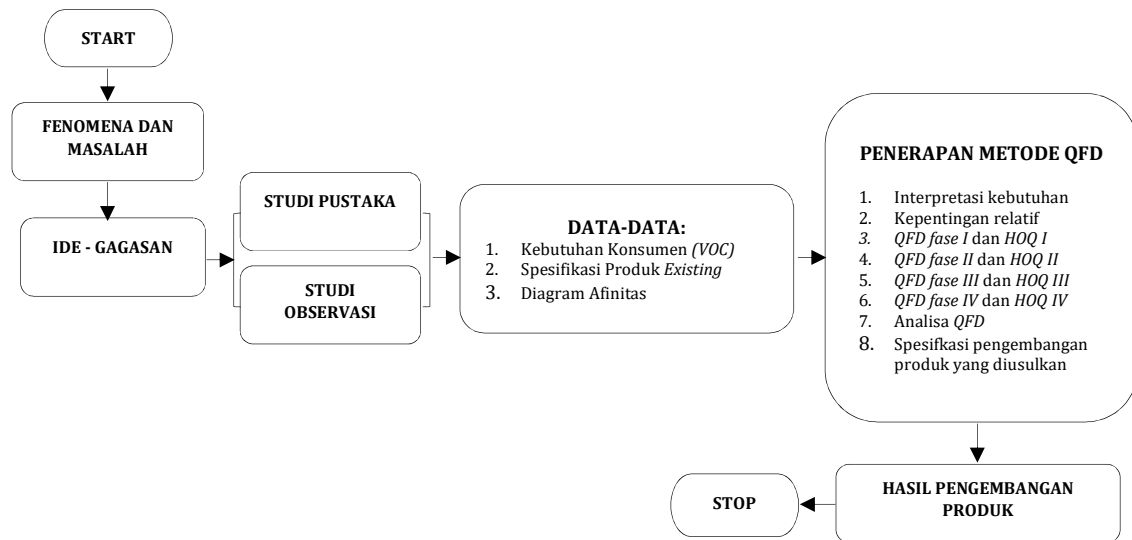 START
FENOMENA DAN
MASALAH
IDE - GAGASAN
STUDI PUSTAKA
STUDI
OBSERVASI
DATA-DATA:
1. Kebutuhan Konsumen (VOC)
2. Spesifikasi Produk Existing
3. Diagram Afinitas
PENERAPAN METODE QFD
1. Interpretasi kebutuhan
2. Kepentingan relatif
3. QFD fase I dan HOQ I
4. QFD fase II dan HOQ II
5. QFD fase III dan HOQ III
6. QFD fase IV dan HOQ IV
7. Analisa QFD
8. Spesifkasi pengembangan
produk yang diusulkan
HASIL PENGEMBANGAN
PRODUK
STOP